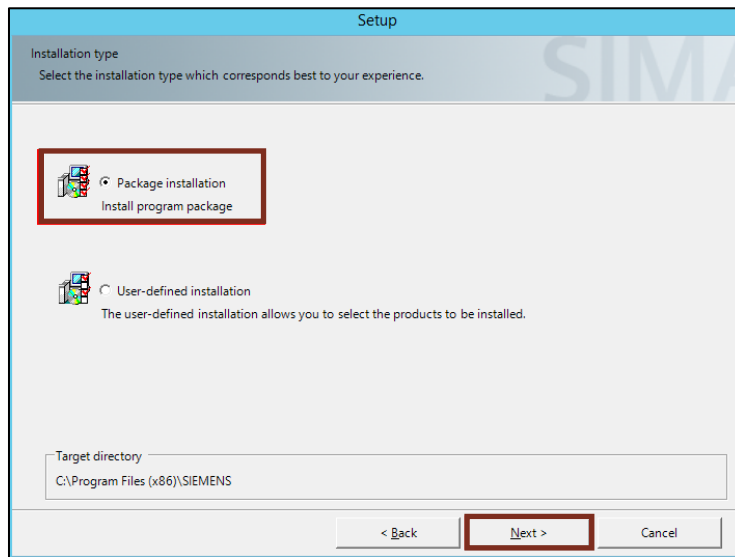 Setup
Installation type
Select the installation type which corresponds best to your experience.
SIMA
Package installation
Install program package
User-defined installation
The user-defined installation allows you to select the products to be installed.
Target directory
C:\Program Files (x86)\SIEMENS
< Back
Next >
Cancel